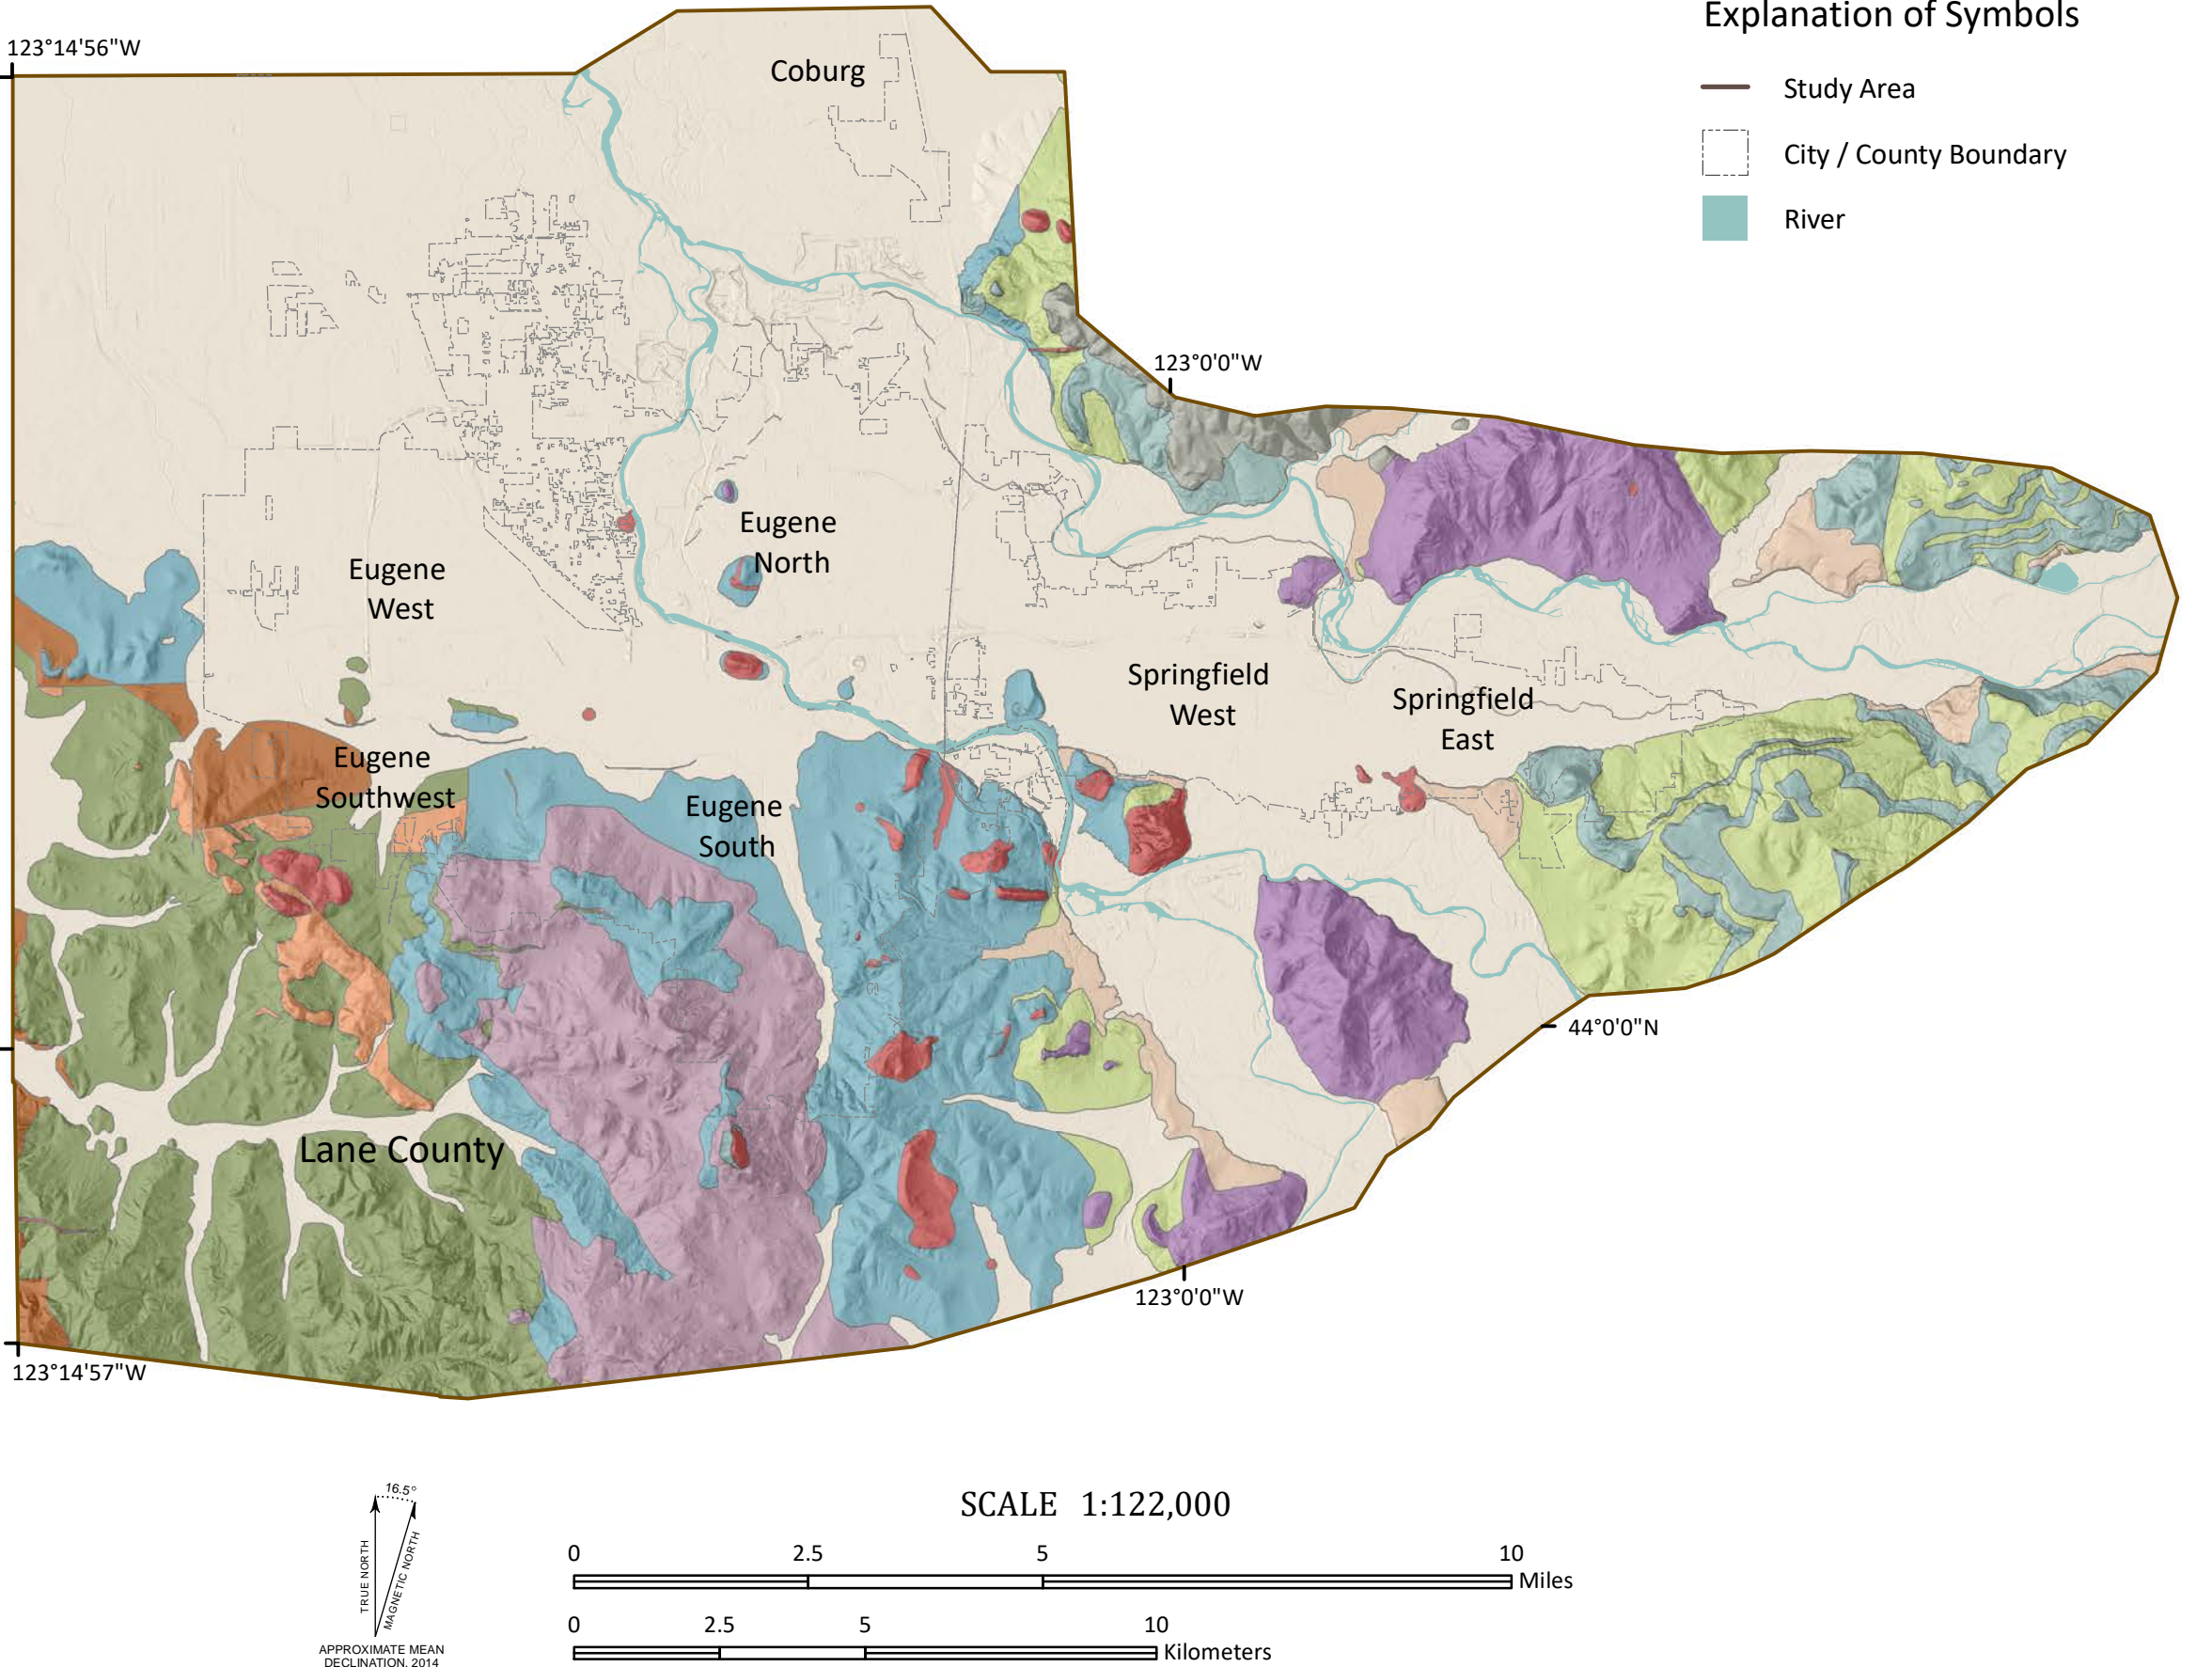 Explanation of Symbols
Study Area
City / County Boundary
River
123°14'56"W
Coburg
123°0'0"W
Eugene
North
Eugene
West
Springfield
West
Springfield
East
Eugene
Southwest
Eugene
South
44°0'0"N
Lane County
123°0'0"W
123°14'57"W
16.5°
TRUE NORTH
MAGNETIC NORTH
APPROXIMATE MEAN
DECLINATION, 2014
SCALE 1:122,000
0 2.5 5 10
Miles
0 2.5 5 10
Kilometers